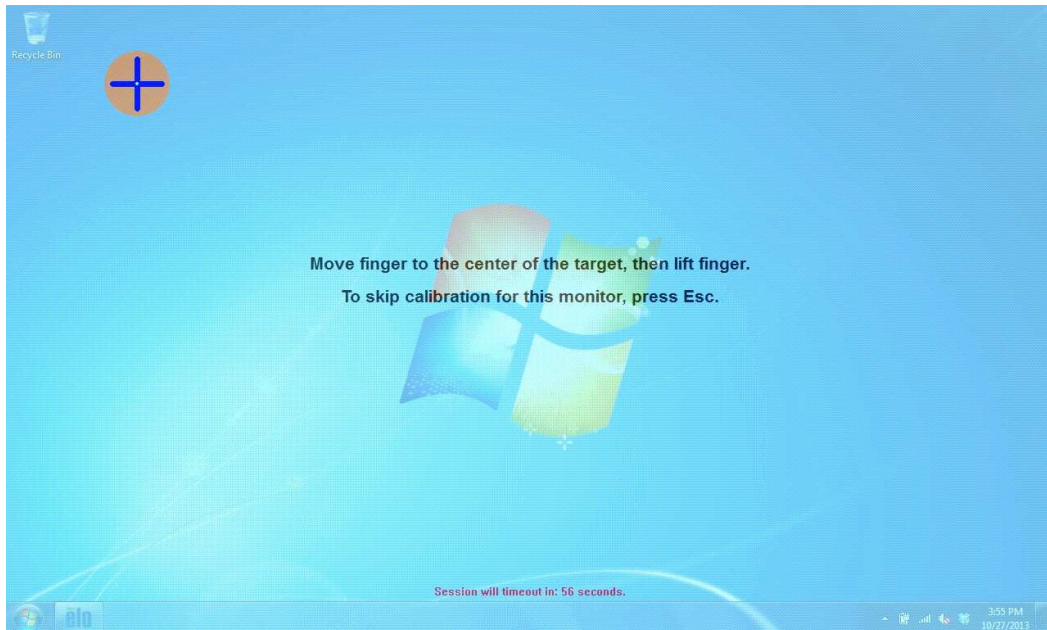 Recycle Bin
Move finger to the center of the target, then lift finger.
To skip calibration for this monitor, press Esc.
Session will timeout in: 56 seconds.
elo
3:55 PM
10/27/2013